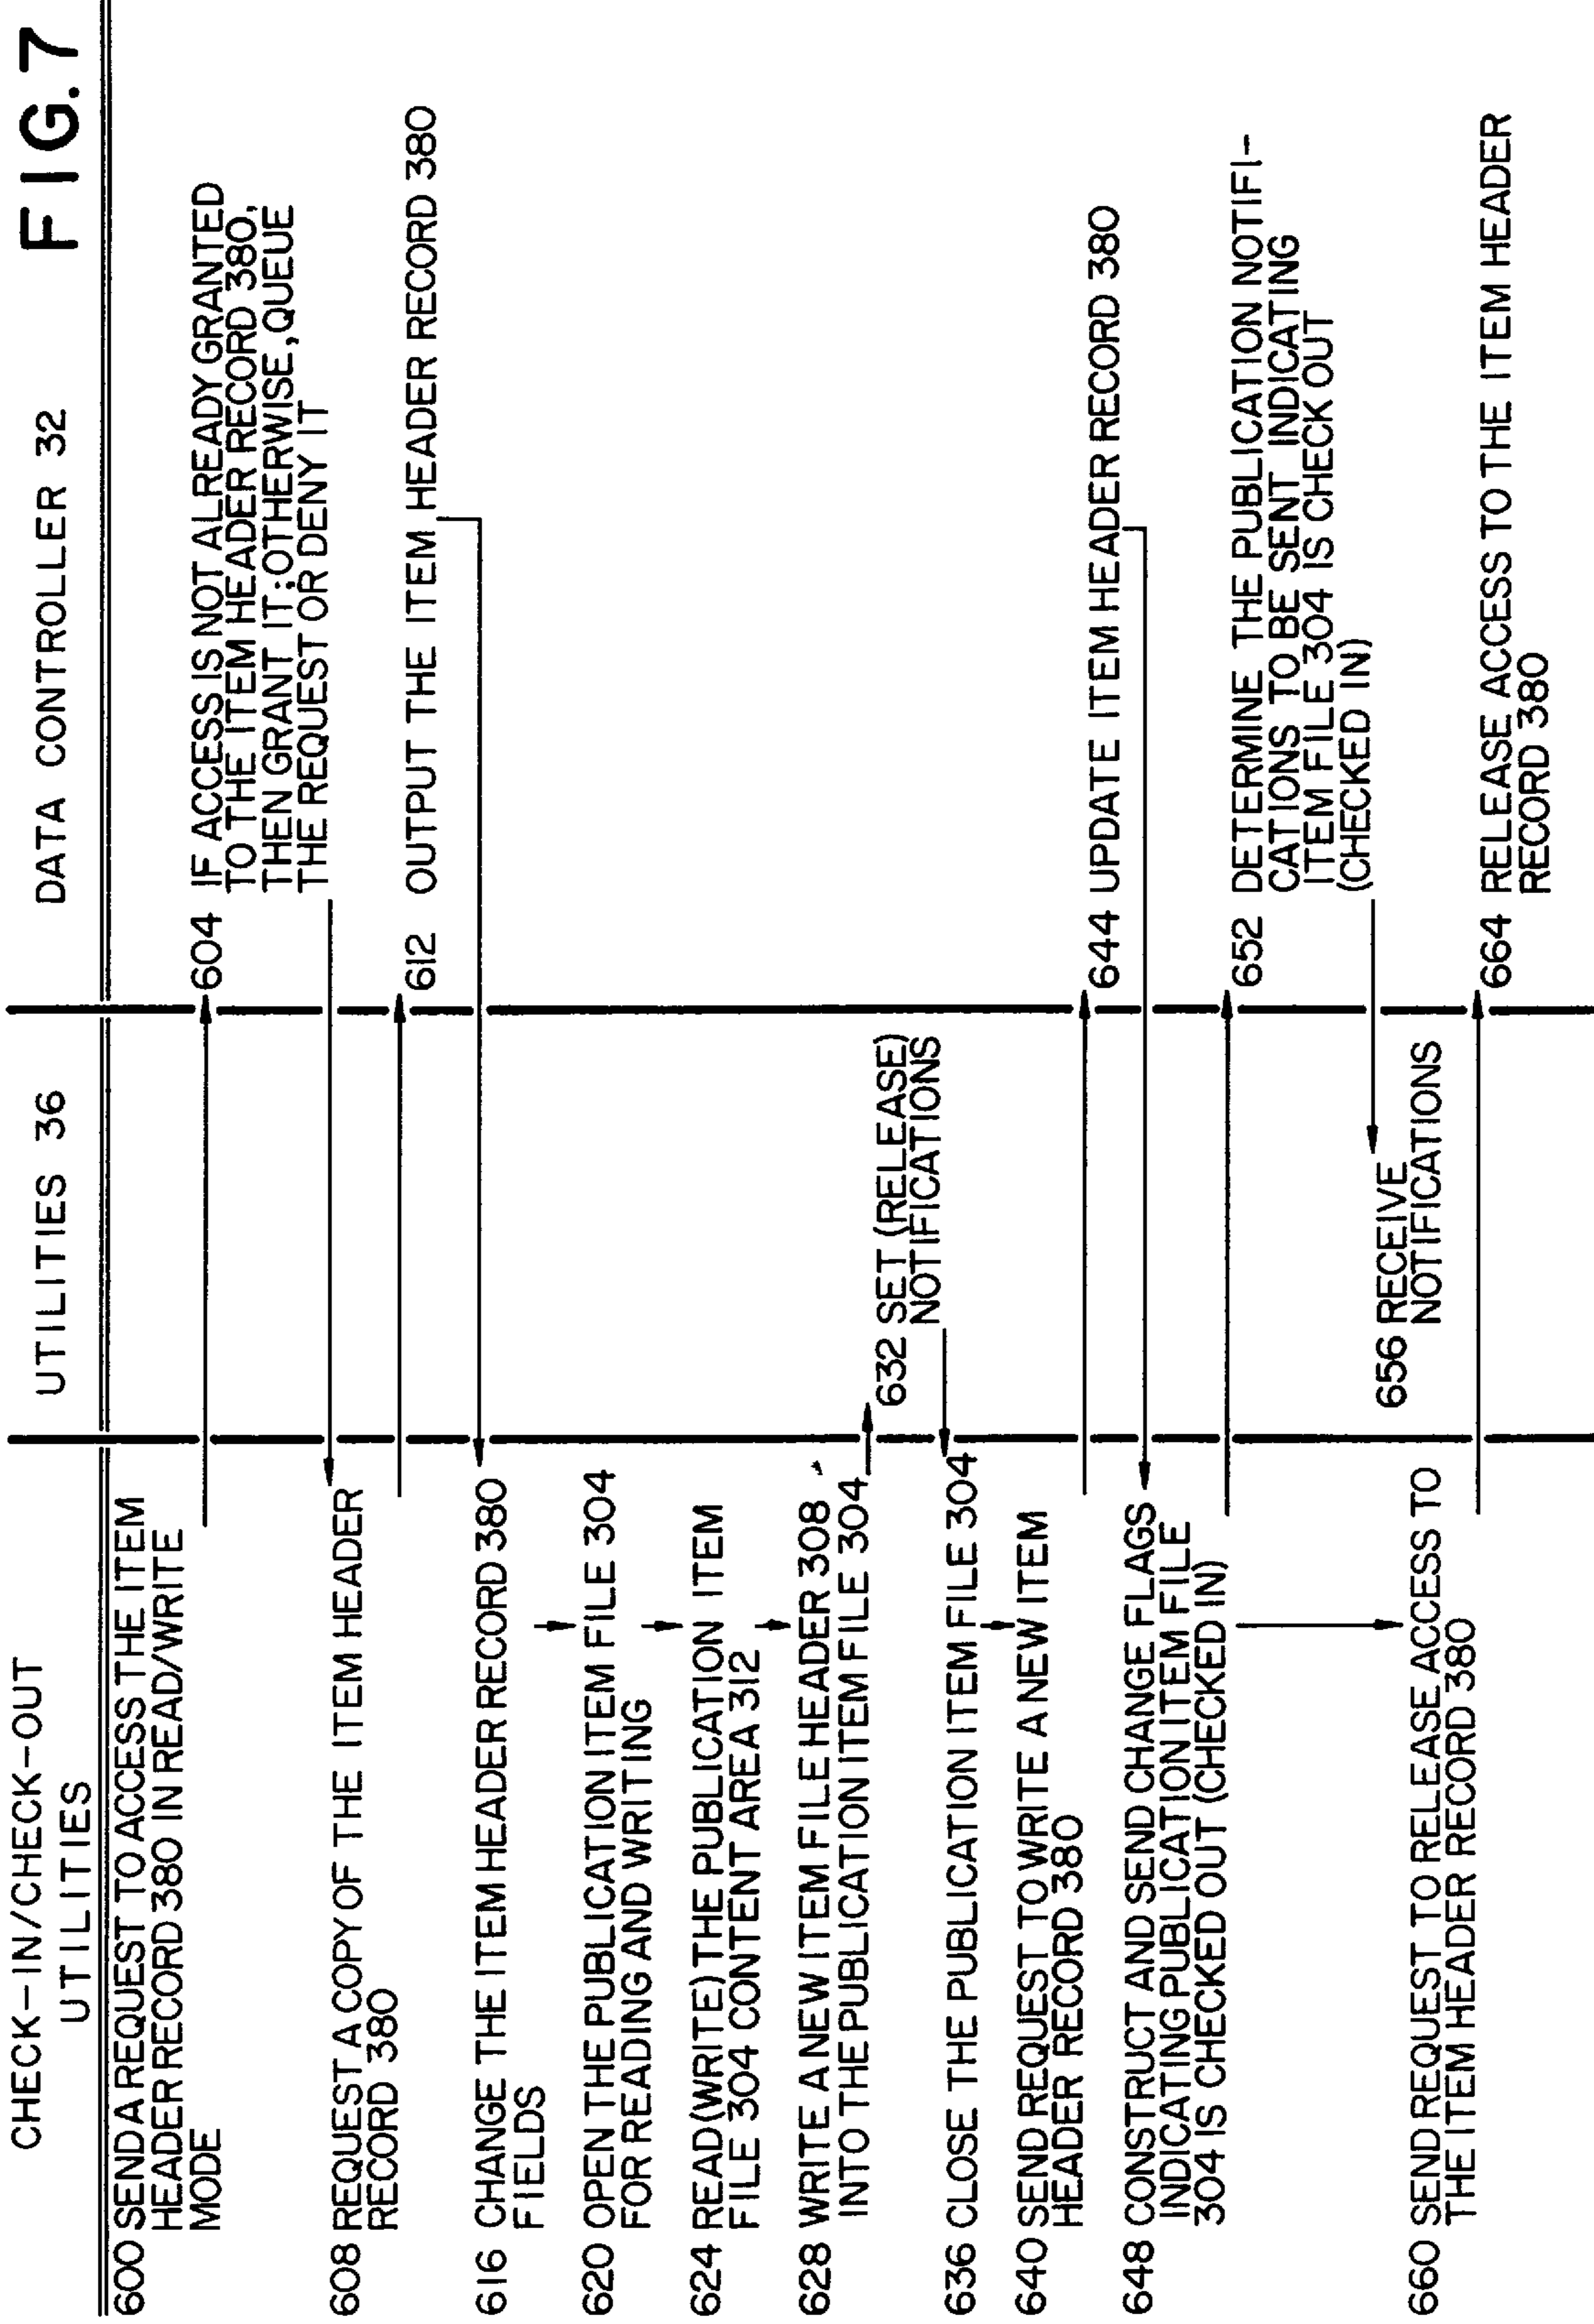 FIG. 7
CHECK-IN/CHECK-OUT
UTILITIES
UTILITIES 36
DATA CONTROLLER 32
600 SEND A REQUEST TO ACCESS THE ITEM
HEADER RECORD 380 IN READ/WRITE
MODE
604 IF ACCESS IS NOT ALREADY GRANTED
TO THE ITEM HEADER RECORD 380,
THEN GRANT IT; OTHERWISE, QUEUE
THE REQUEST OR DENY IT
608 REQUEST A COPY OF THE ITEM HEADER
RECORD 380
612 OUTPUT THE ITEM HEADER RECORD 380
616 CHANGE THE ITEM HEADER RECORD 380
FIELDS
620 OPEN THE PUBLICATION ITEM FILE 304
FOR READING AND WRITING
624 READ (WRITE) THE PUBLICATION ITEM
FILE 304 CONTENT AREA 312
628 WRITE A NEW ITEM FILE HEADER 308
INTO THE PUBLICATION ITEM FILE 304
632 SET (RELEASE)
NOTIFICATIONS
636 CLOSE THE PUBLICATION ITEM FILE 304
640 SEND REQUEST TO WRITE A NEW ITEM
HEADER RECORD 380
644 UPDATE ITEM HEADER RECORD 380
648 CONSTRUCT AND SEND CHANGE FLAGS
INDICATING PUBLICATION ITEM FILE
304 IS CHECKED OUT (CHECKED IN)
652 DETERMINE THE PUBLICATION NOTIFI-
CATIONS TO BE SENT INDICATING
ITEM FILE 304 IS CHECK OUT
(CHECKED IN)
656 RECEIVE
NOTIFICATIONS
660 SEND REQUEST TO RELEASE ACCESS TO
THE ITEM HEADER RECORD 380
664 RELEASE ACCESS TO THE ITEM HEADER
RECORD 380